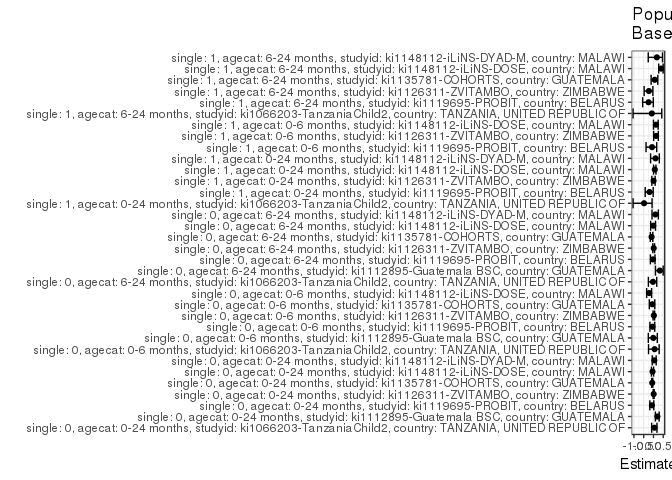 Popu
Base
single: 1, agecat: 6-24 months, studyid: ki1148112-iLiNS-DYAD-M, country: MALAWI
single: 1, agecat: 6-24 months, studyid: ki1148112-iLiNS-DOSE, country: MALAWI
single: 1, agecat: 6-24 months, studyid: ki1135781-COHORTS, country: GUATEMALA
single: 1, agecat: 6-24 months, studyid: ki1126311-ZVITAMBO, country: ZIMBABWE
single: 1, agecat: 6-24 months, studyid: ki1119695-PROBIT, country: BELARUS
single: 1, agecat: 6-24 months, studyid: ki1066203-TanzaniaChild2, country: TANZANIA, UNITED REPUBLIC OF
single: 1, agecat: 0-6 months, studyid: ki1148112-iLiNS-DOSE, country: MALAWI
single: 1, agecat: 0-6 months, studyid: ki1126311-ZVITAMBO, country: ZIMBABWE
single: 1, agecat: 0-6 months, studyid: ki1119695-PROBIT, country: BELARUS
single: 1, agecat: 0-24 months, studyid: ki1148112-iLiNS-DYAD-M, country: MALAWI
single: 1, agecat: 0-24 months, studyid: ki1148112-iLiNS-DOSE, country: MALAWI
single: 1, agecat: 0-24 months, studyid: ki1126311-ZVITAMBO, country: ZIMBABWE
single: 1, agecat: 0-24 months, studyid: ki1119695-PROBIT, country: BELARUS
single: 1, agecat: 0-24 months, studyid: ki1066203-TanzaniaChild2, country: TANZANIA, UNITED REPUBLIC OF
single: 0, agecat: 6-24 months, studyid: ki1148112-iLiNS-DYAD-M, country: MALAWI
single: 0, agecat: 6-24 months, studyid: ki1148112-iLiNS-DOSE, country: MALAWI
single: 0, agecat: 6-24 months, studyid: ki1135781-COHORTS, country: GUATEMALA
single: 0, agecat: 6-24 months, studyid: ki1126311-ZVITAMBO, country: ZIMBABWE
single: 0, agecat: 6-24 months, studyid: ki1119695-PROBIT, country: BELARUS
single: 0, agecat: 6-24 months, studyid: ki1112895-Guatemala BSC, country: GUATEMALA
single: 0, agecat: 6-24 months, studyid: ki1066203-TanzaniaChild2, country: TANZANIA, UNITED REPUBLIC OF
single: 0, agecat: 0-6 months, studyid: ki1148112-iLiNS-DOSE, country: MALAWI
single: 0, agecat: 0-6 months, studyid: ki1135781-COHORTS, country: GUATEMALA
single: 0, agecat: 0-6 months, studyid: ki1126311-ZVITAMBO, country: ZIMBABWE
single: 0, agecat: 0-6 months, studyid: ki1119695-PROBIT, country: BELARUS
single: 0, agecat: 0-6 months, studyid: ki1112895-Guatemala BSC, country: GUATEMALA
single: 0, agecat: 0-6 months, studyid: ki1066203-TanzaniaChild2, country: TANZANIA, UNITED REPUBLIC OF
single: 0, agecat: 0-24 months, studyid: ki1148112-iLiNS-DYAD-M, country: MALAWI
single: 0, agecat: 0-24 months, studyid: ki1148112-iLiNS-DOSE, country: MALAWI
single: 0, agecat: 0-24 months, studyid: ki1135781-COHORTS, country: GUATEMALA
single: 0, agecat: 0-24 months, studyid: ki1126311-ZVITAMBO, country: ZIMBABWE
single: 0, agecat: 0-24 months, studyid: ki1119695-PROBIT, country: BELARUS
single: 0, agecat: 0-24 months, studyid: ki1112895-Guatemala BSC, country: GUATEMALA
single: 0, agecat: 0-24 months, studyid: ki1066203-TanzaniaChild2, country: TANZANIA, UNITED REPUBLIC OF
Estimate